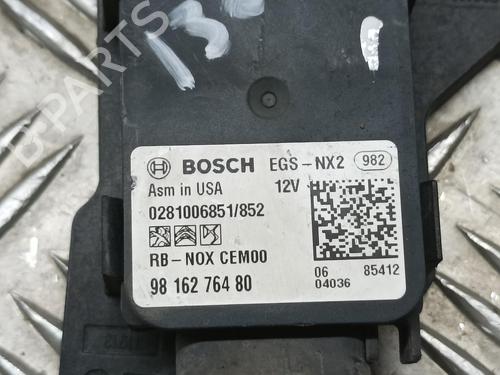 BOSCH EGS-NX2 982
Asm in USA 12V
0281006851/852
RB-NOX CEM00
98 162 764 80
06 85412
04036